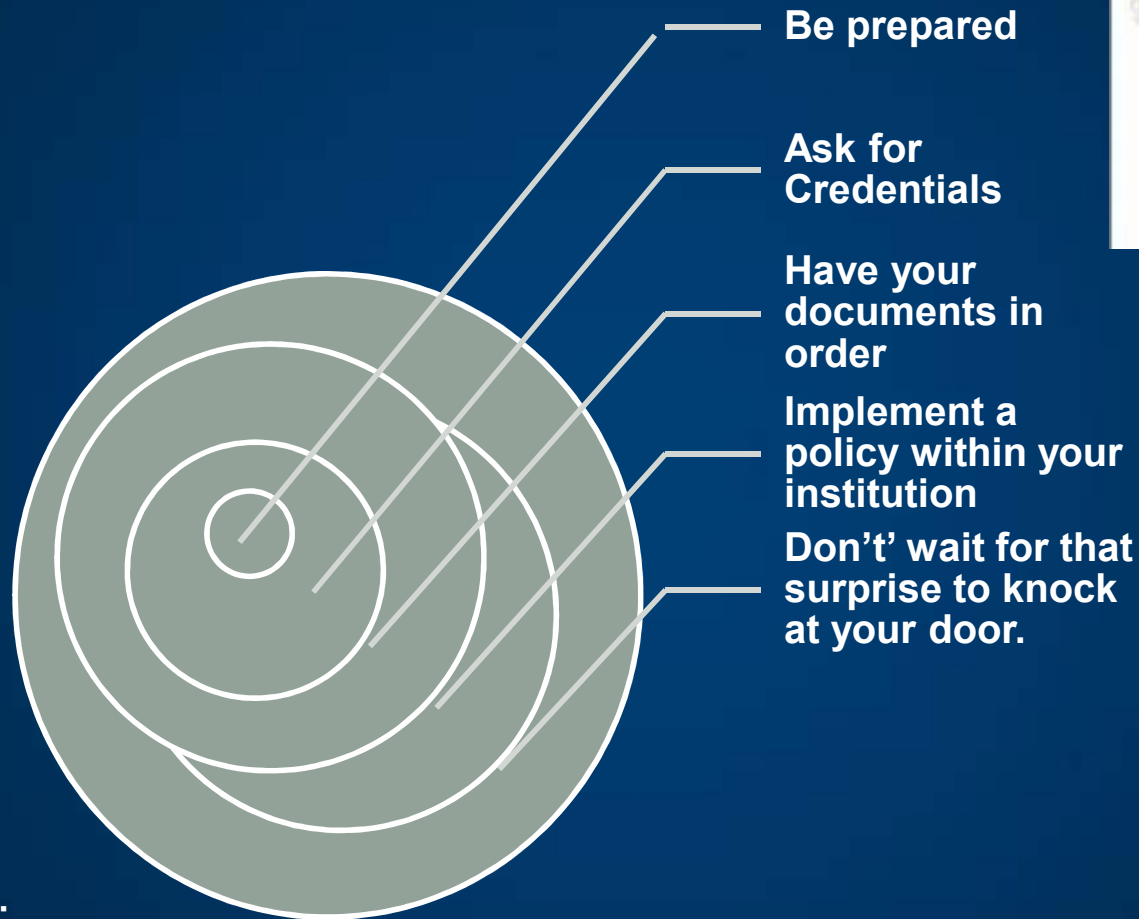 Be prepared
Ask for
Credentials
Have your
documents in
order
Implement a
policy within your
institution
Don't’ wait for that
surprise to knock
at your door.
.